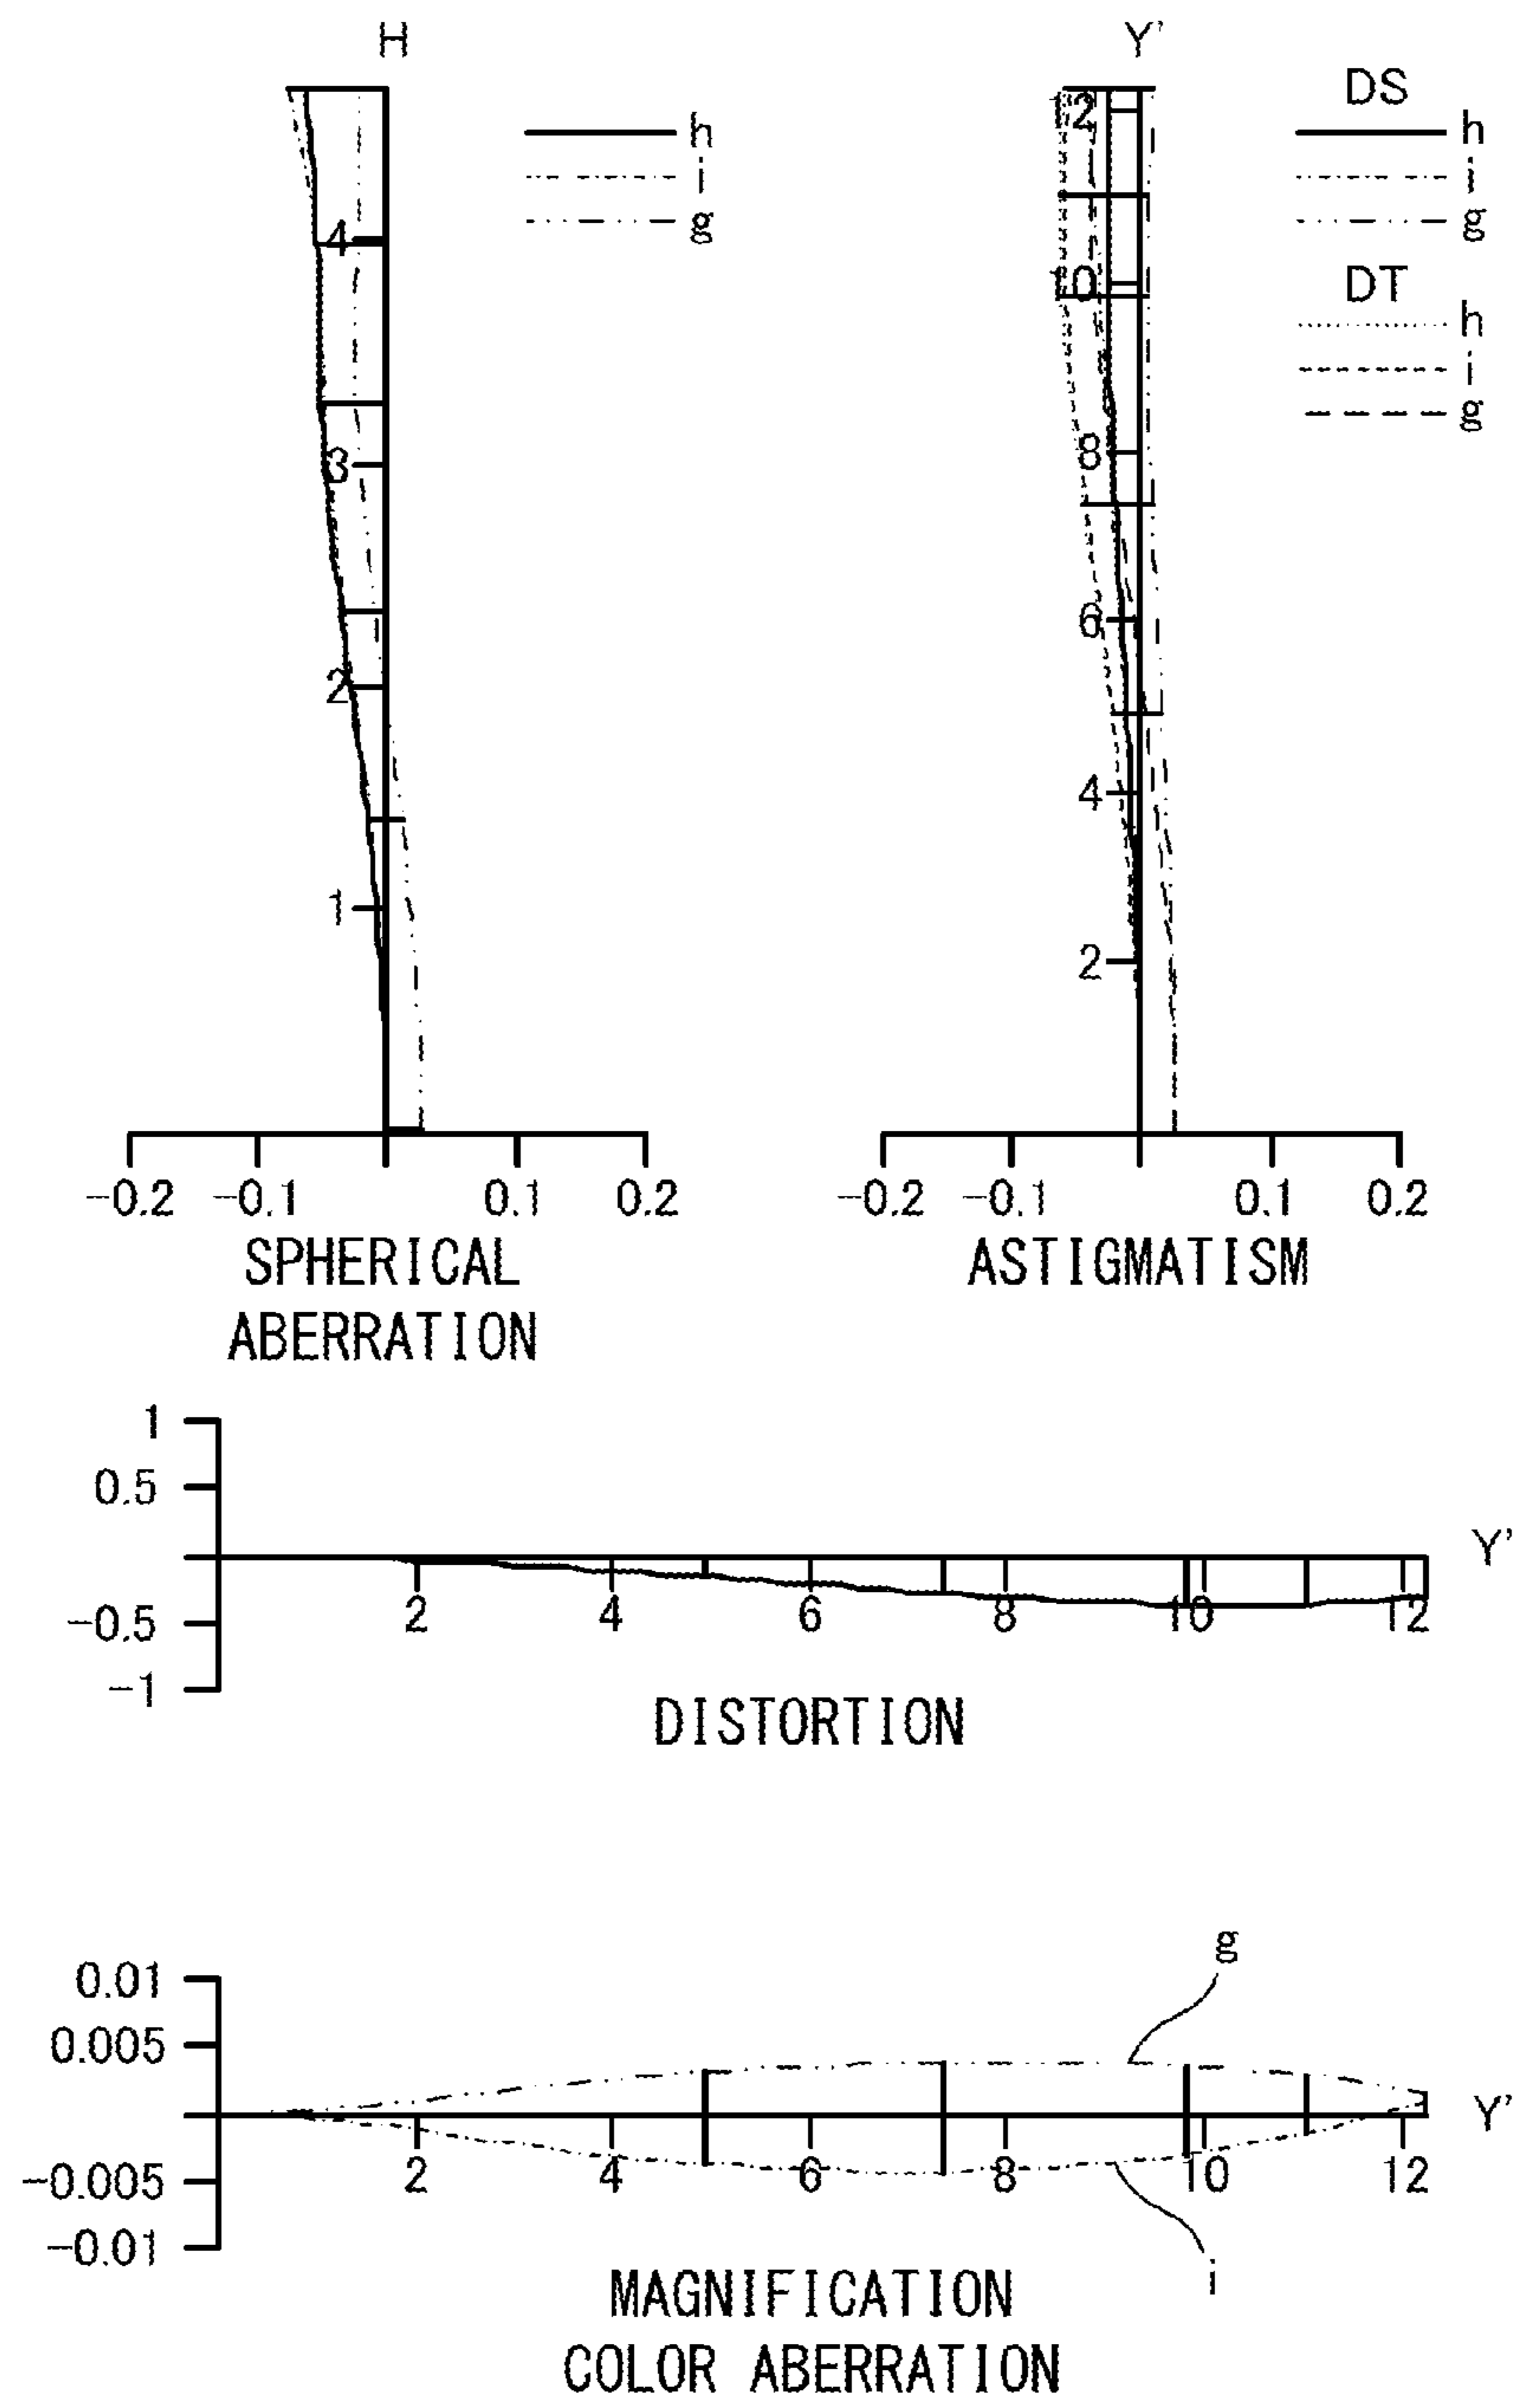 H
h
i
g
4
3
2
1
-0.2 -0.1 0.1 0.2
SPHERICAL
ABERRATION
Y'
DS
h
i
g
DT
h
i
g
12
10
8
6
4
2
-0.2 -0.1 0.1 0.2
ASTIGMATISM
1
0.5
-0.5
-1
2 4 6 8 10 12
Y'
DISTORTION
g
0.01
0.005
-0.005
-0.01
2 4 6 8 10 12
Y'
i
MAGNIFICATION
COLOR ABERRATION